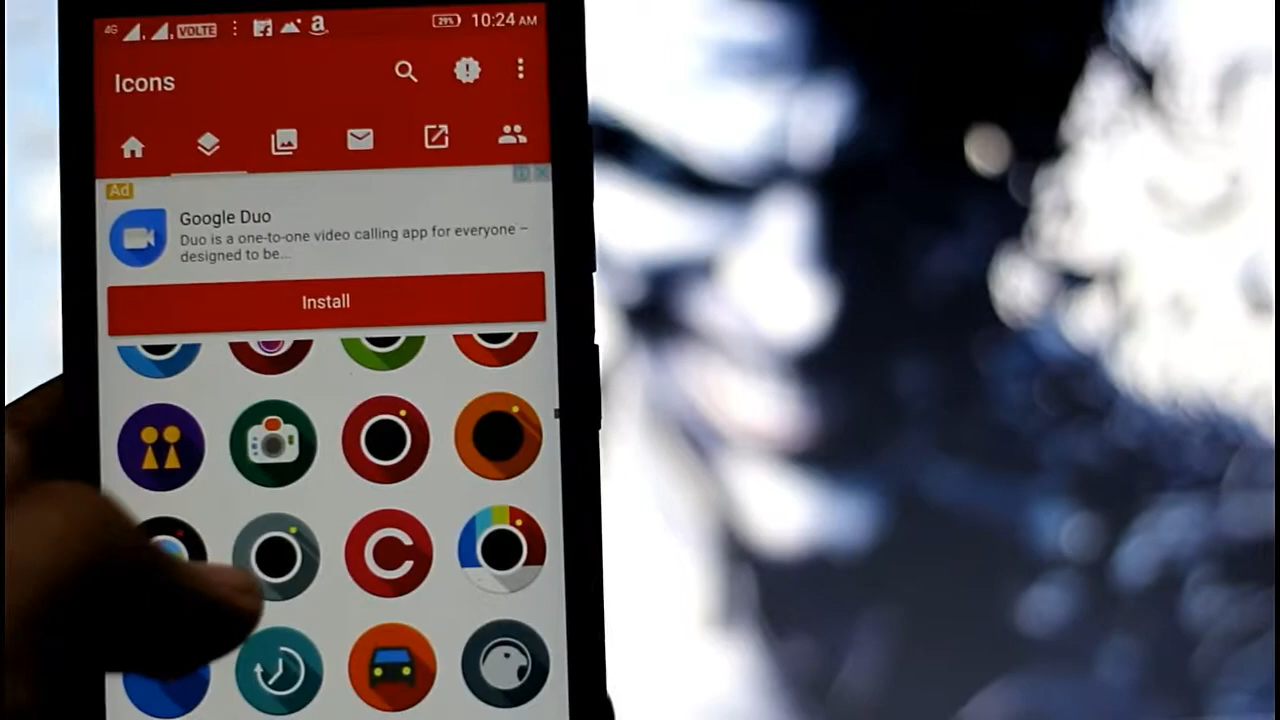 4G VOLTE 29% 10:24 AM
Icons
Ad
Google Duo
Duo is a one-to-one video calling app for everyone –
designed to be...
Install
C